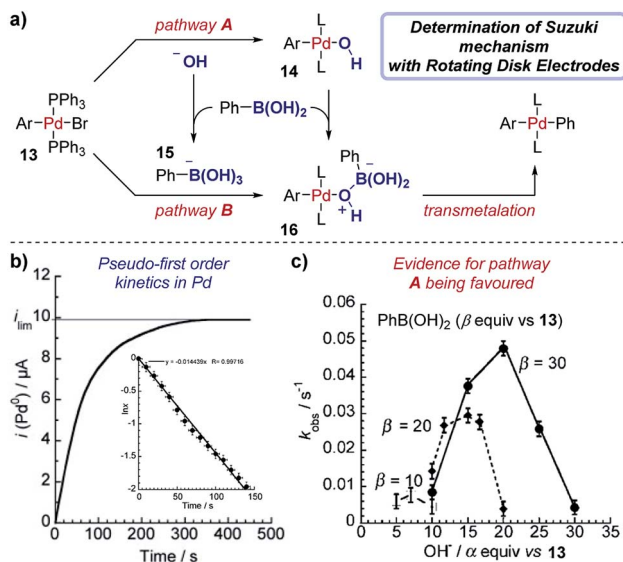 a)
pathway A
Determination of Suzuki
mechanism
with Rotating Disk Electrodes
L
Ar-Pd-O
L
H
14
−OH
PPh3
Ar-Pd-Br
PPh3
13
Ph-B(OH)2
15
Ph-B(OH)3
−
pathway B
Ph
−
B(OH)2
L
Ar-Pd-O
+
H
L
16
transmetalation
L
Ar-Pd-Ph
L
b)
Pseudo-first order
kinetics in Pd
i (Pd0) / μA
12
ilim
10
8
6
4
2
0
0 100 200 300 400 500
Time / s
y = -0.014439x R= 0.99716
lnx
0
-0.5
-1
-1.5
-2
0 50 100 150
Time / s
c)
Evidence for pathway
A being favoured
PhB(OH)2 (β equiv vs 13)
kobs / s-1
0.05
0.04
0.03
0.02
0.01
0
β = 30
β = 20
β = 10
0 5 10 15 20 25 30 35
OH- / α equiv vs 13